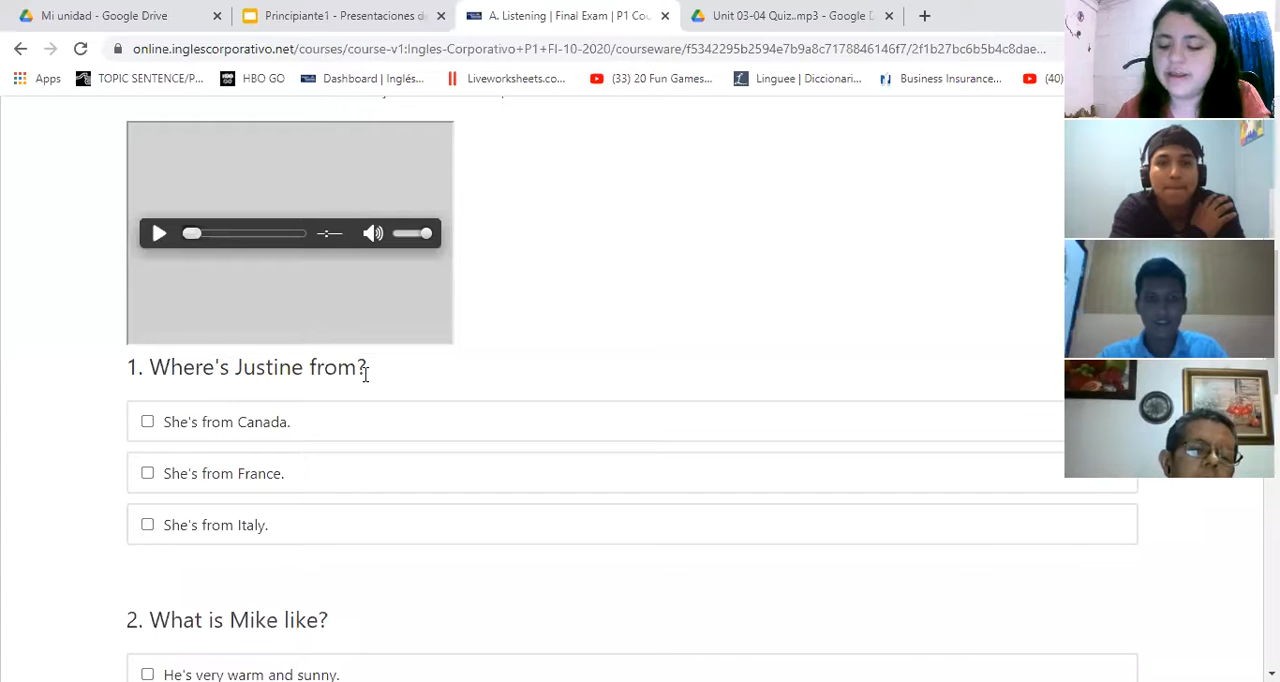 Mi unidad - Google Drive
Principiante1 - Presentaciones de
A. Listening | Final Exam | P1 Cou
Unit 03-04 Quiz..mp3 - Google D
online.inglescorporativo.net/courses/course-v1:Ingles-Corporativo+P1+FI-10-2020/courseware/f5342295b2594e7b9a8c7178846146f7/2f1b27bc6b5b4c8dae...
Apps
TOPIC SENTENCE/P...
HBO GO
Dashboard | Inglés...
Liveworksheets.co...
(33) 20 Fun Games...
Linguee | Diccionari...
Business Insurance...
(40)
-:--
1. Where's Justine from?
She's from Canada.
She's from France.
She's from Italy.
2. What is Mike like?
He's very warm and sunny.